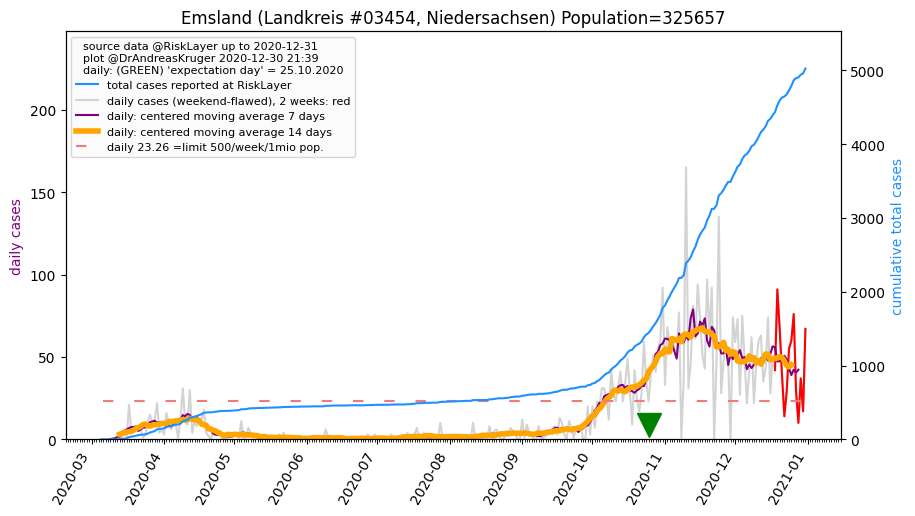 Emsland (Landkreis #03454, Niedersachsen) Population=325657
source data @RiskLayer up to 2020-12-31
plot @DrAndreasKruger 2020-12-30 21:39
daily: (GREEN) 'expectation day' = 25.10.2020
total cases reported at RiskLayer
daily cases (weekend-flawed), 2 weeks: red
daily: centered moving average 7 days
daily: centered moving average 14 days
daily 23.26 =limit 500/week/1mio pop.
daily cases
200
150
100
50
0
cumulative total cases
5000
4000
3000
2000
1000
0
2020-03
2020-04
2020-05
2020-06
2020-07
2020-08
2020-09
2020-10
2020-11
2020-12
2021-01